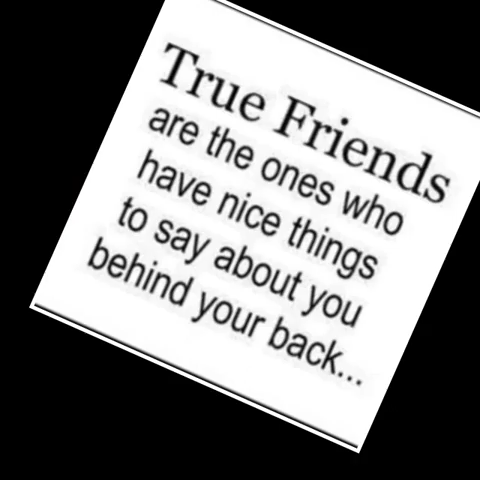 True Friends
are the ones who
have nice things
to say about you
behind your back...